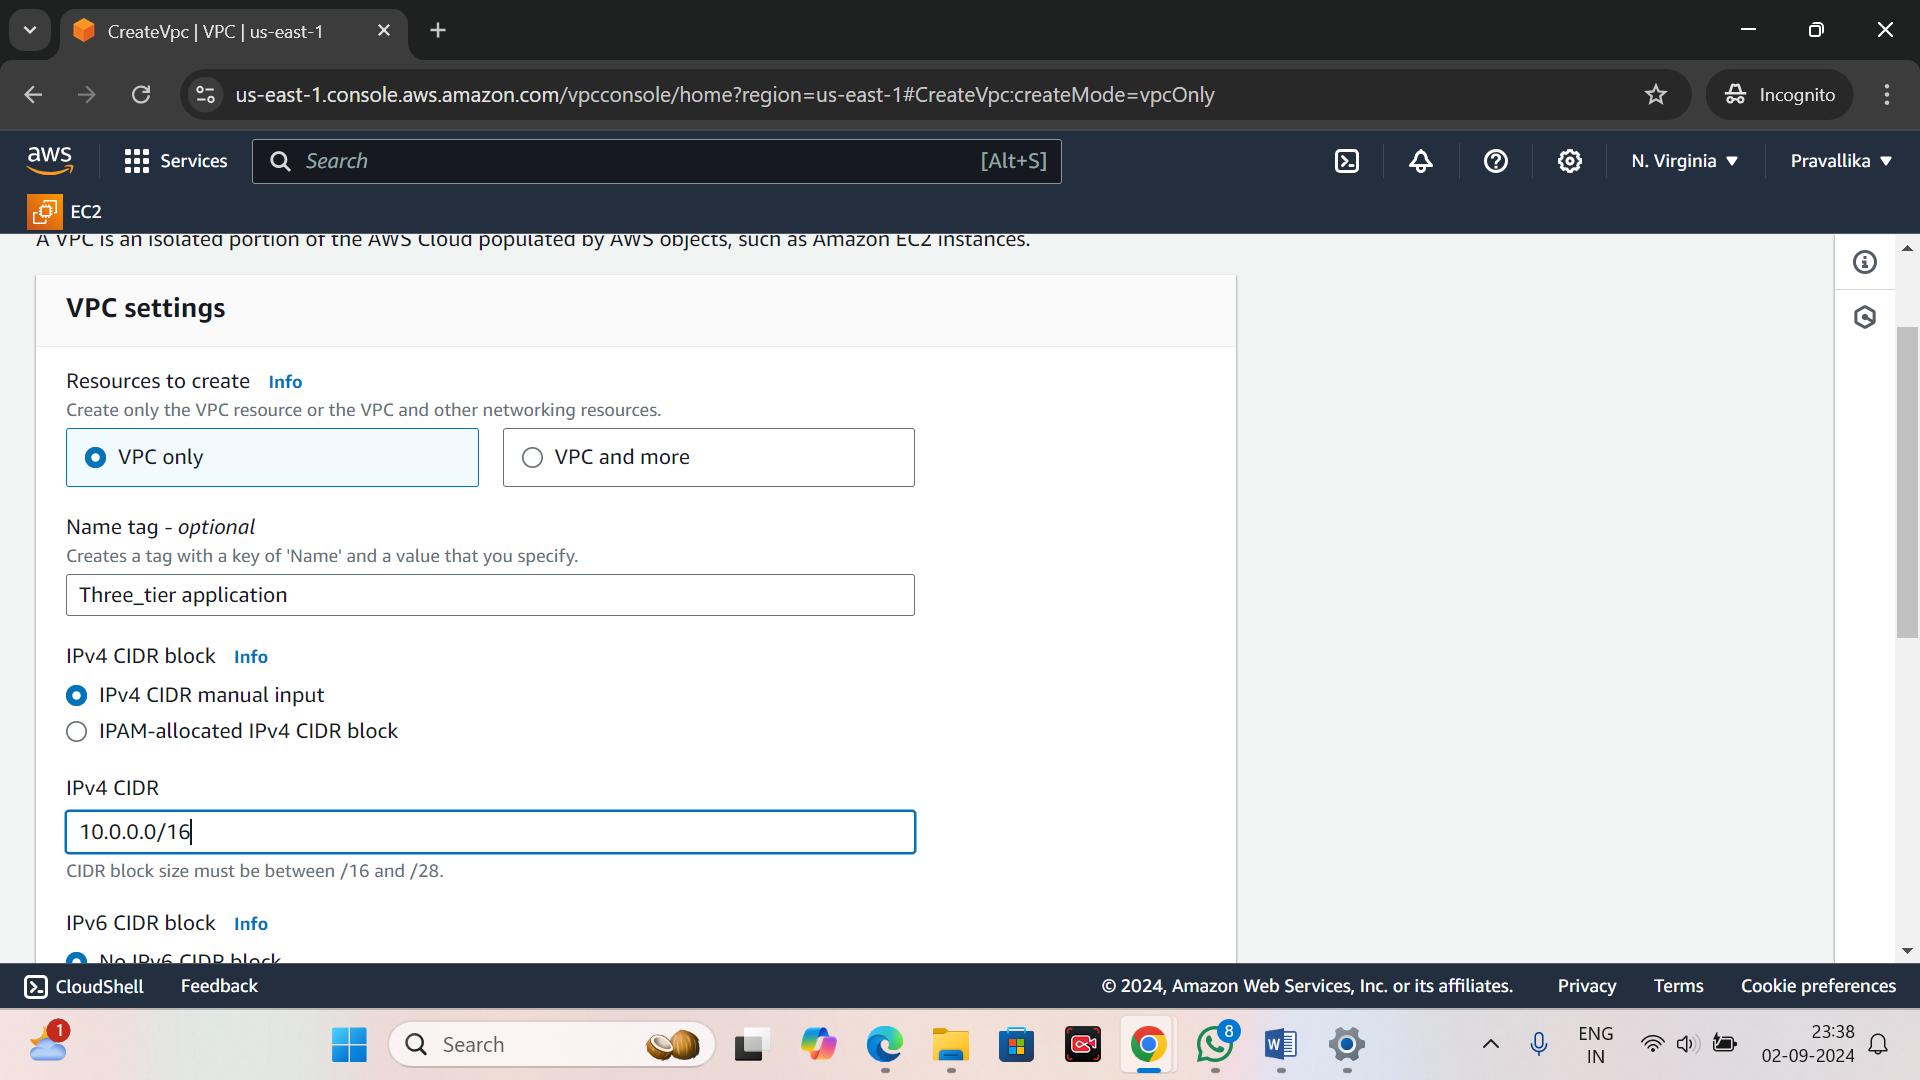 CreateVpc | VPC | us-east-1
us-east-1.console.aws.amazon.com/vpcconsole/home?region=us-east-1#CreateVpc:createMode=vpcOnly
Incognito
aws
Services
Search
[Alt+S]
N. Virginia
Pravallika
EC2
A VPC is an isolated portion of the AWS Cloud populated by AWS objects, such as Amazon EC2 instances.
VPC settings
Resources to create Info
Create only the VPC resource or the VPC and other networking resources.
VPC only
VPC and more
Name tag - optional
Creates a tag with a key of 'Name' and a value that you specify.
Three_tier application
IPv4 CIDR block Info
IPv4 CIDR manual input
IPAM-allocated IPv4 CIDR block
IPv4 CIDR
10.0.0.0/16
CIDR block size must be between /16 and /28.
IPv6 CIDR block Info
No IPv6 CIDR block
CloudShell
Feedback
© 2024, Amazon Web Services, Inc. or its affiliates.
Privacy
Terms
Cookie preferences
1
Search
8
W
ENG
IN
23:38
02-09-2024